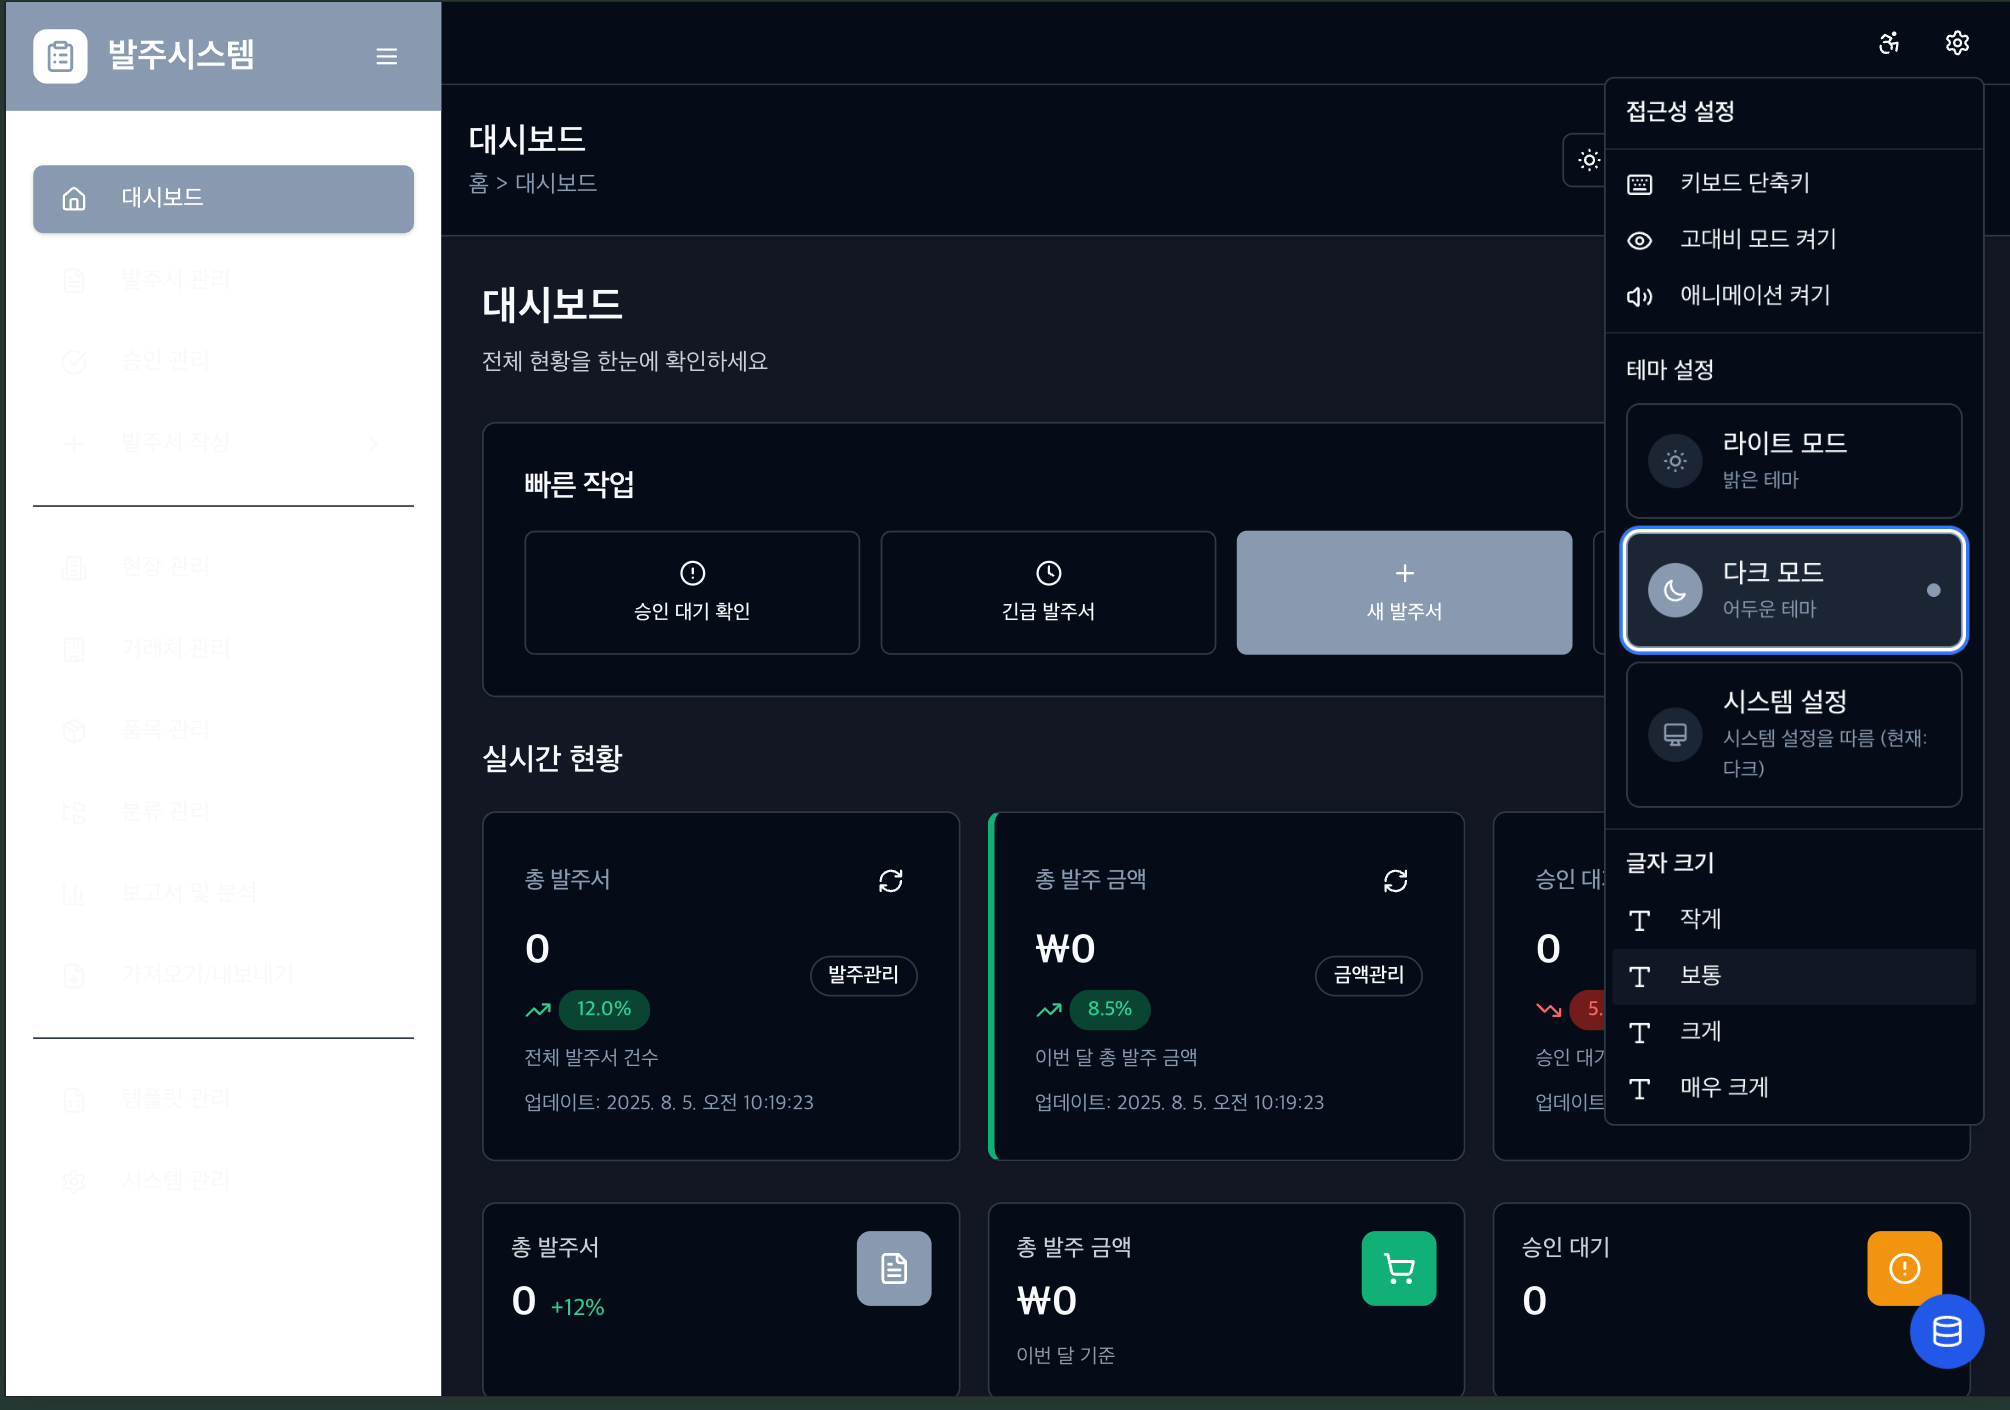 발주시스템
대시보드
발주서 관리
승인 관리
발주서 작성
현장 관리
거래처 관리
품목 관리
분류 관리
보고서 및 분석
가져오기/내보내기
템플릿 관리
시스템 관리
대시보드
홈 > 대시보드
대시보드
전체 현황을 한눈에 확인하세요
빠른 작업
승인 대기 확인
긴급 발주서
새 발주서
실시간 현황
총 발주서
0
발주관리
12.0%
전체 발주서 건수
업데이트: 2025. 8. 5. 오전 10:19:23
총 발주 금액
₩0
금액관리
8.5%
이번 달 총 발주 금액
업데이트: 2025. 8. 5. 오전 10:19:23
승인 대
0
5.
승인 대기
업데이트
총 발주서
0 +12%
총 발주 금액
₩0
이번 달 기준
승인 대기
0
접근성 설정
키보드 단축키
고대비 모드 켜기
애니메이션 켜기
테마 설정
라이트 모드
밝은 테마
다크 모드
어두운 테마
시스템 설정
시스템 설정을 따름 (현재:
다크)
글자 크기
작게
보통
크게
매우 크게